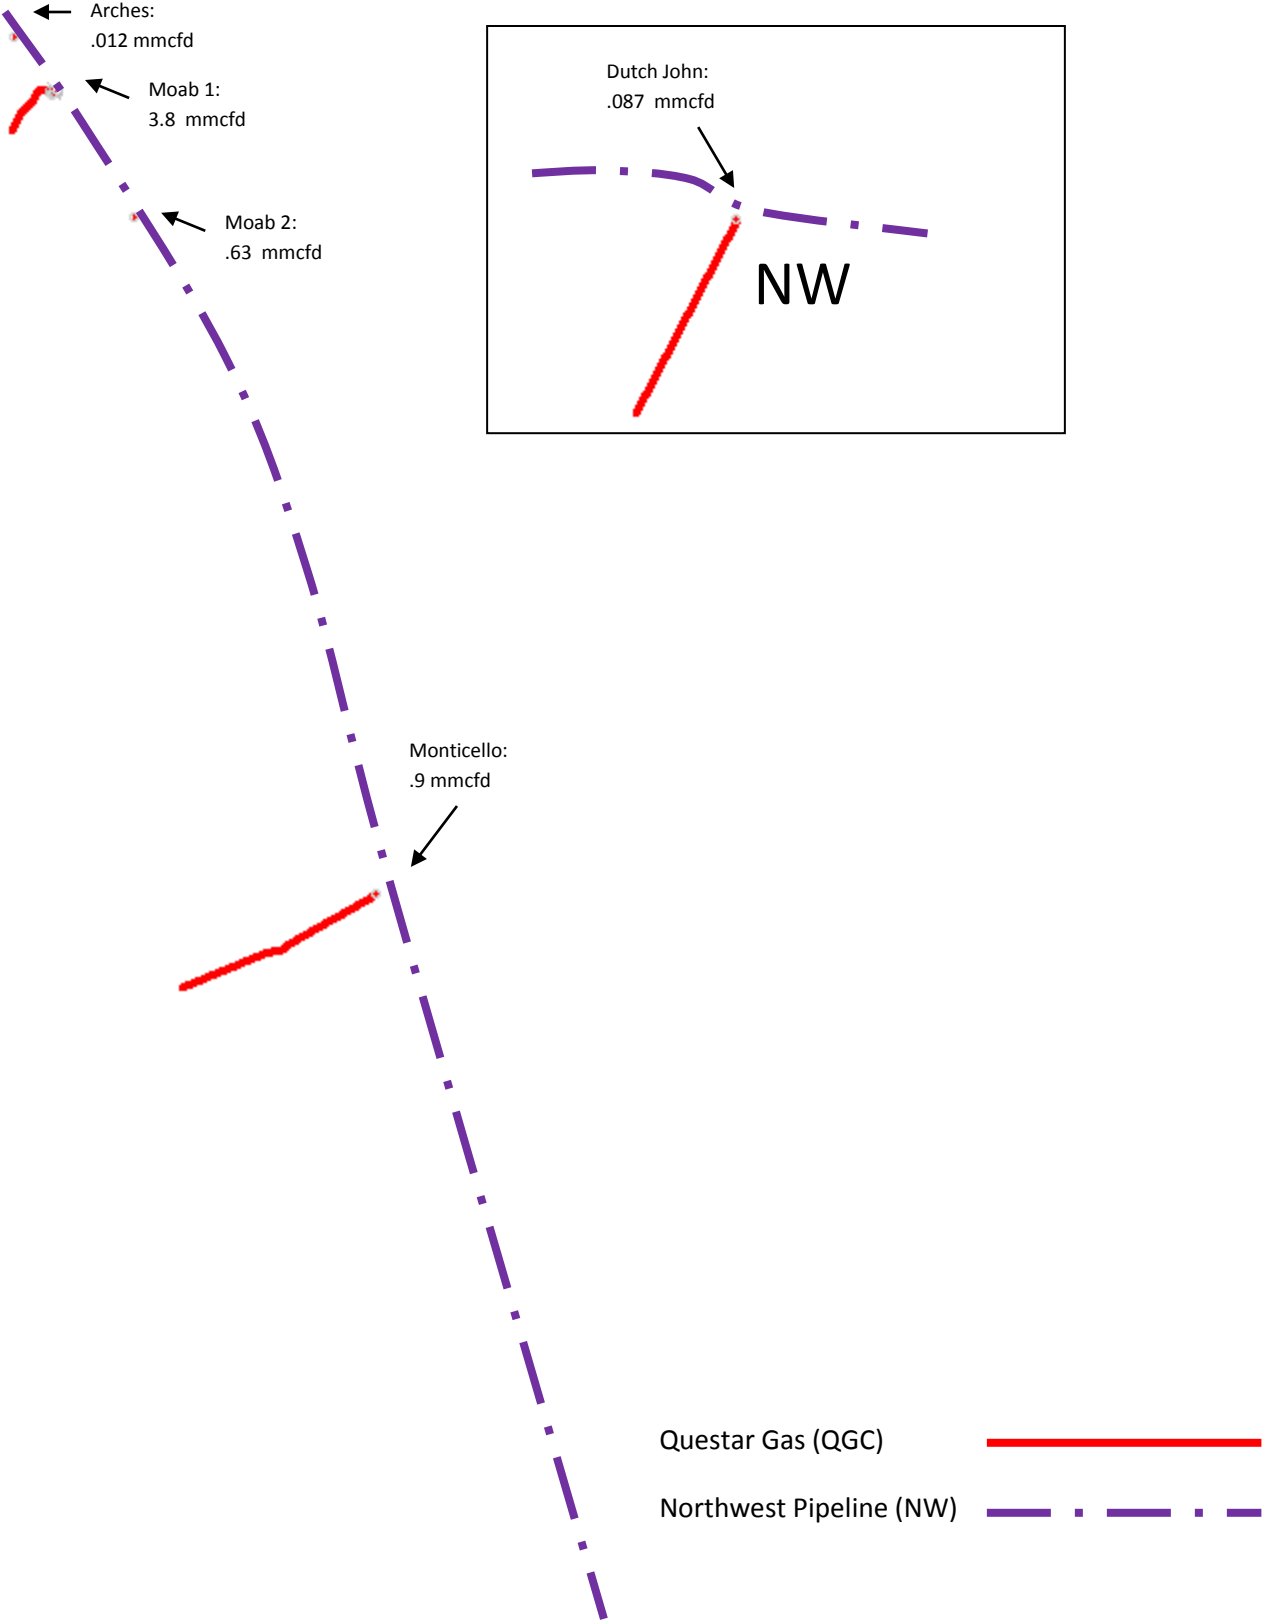 Arches:
.012 mmcfd
Moab 1:
3.8 mmcfd
Dutch John:
.087 mmcfd
Moab 2:
.63 mmcfd
NW
Monticello:
.9 mmcfd
Questar Gas (QGC)
Northwest Pipeline (NW)